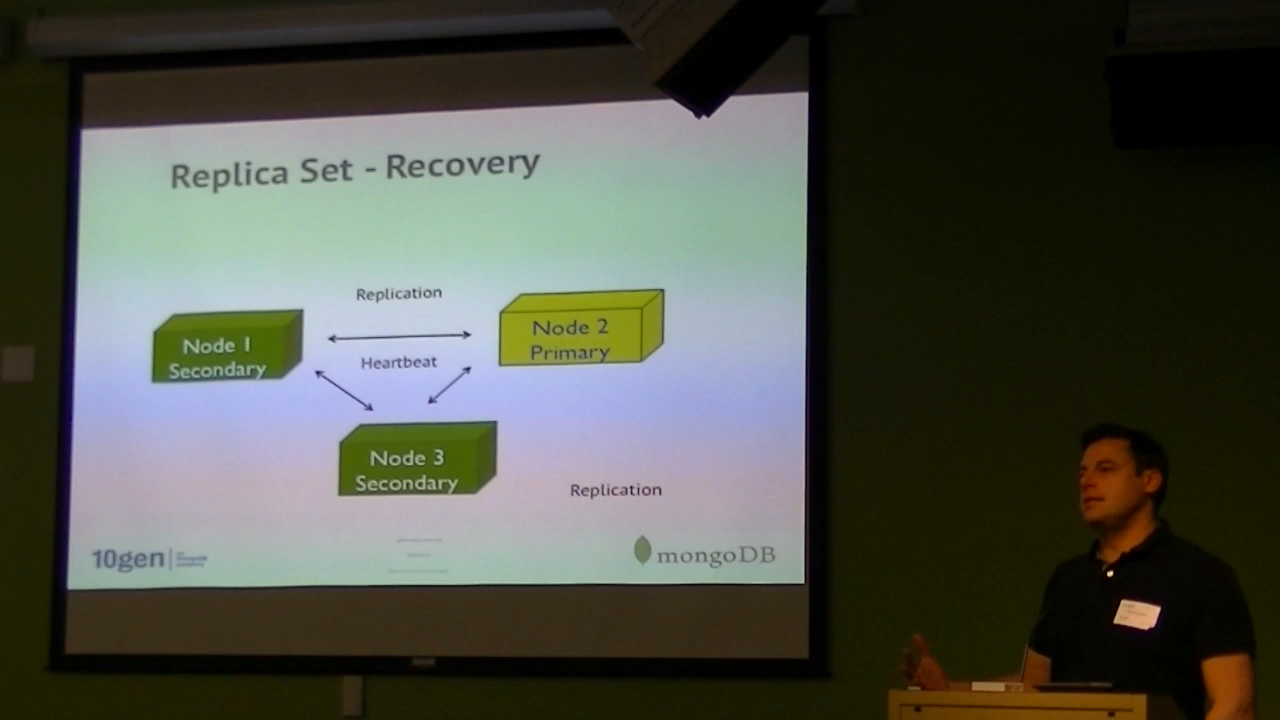 Replica Set - Recovery
Replication
Node 1
Secondary
Node 2
Primary
Heartbeat
Node 3
Secondary
Replication
10gen
mongoDB